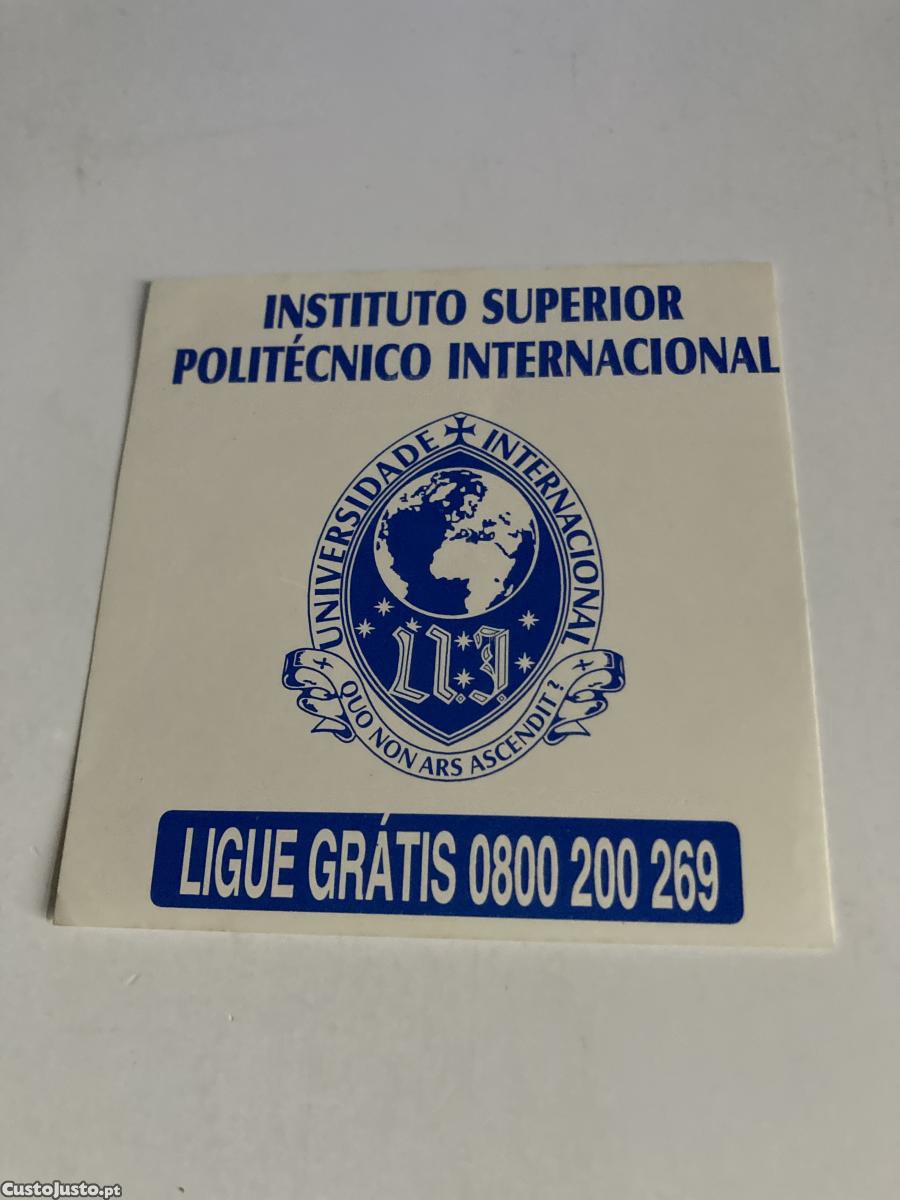 INSTITUTO SUPERIOR
POLITÉCNICO INTERNACIONAL
UNIVERSIDADE INTERNACIONAL
U.I.
QUO NON ARS ASCENDIT ?
LIGUE GRÁTIS 0800 200 269
CustoJusto.pt